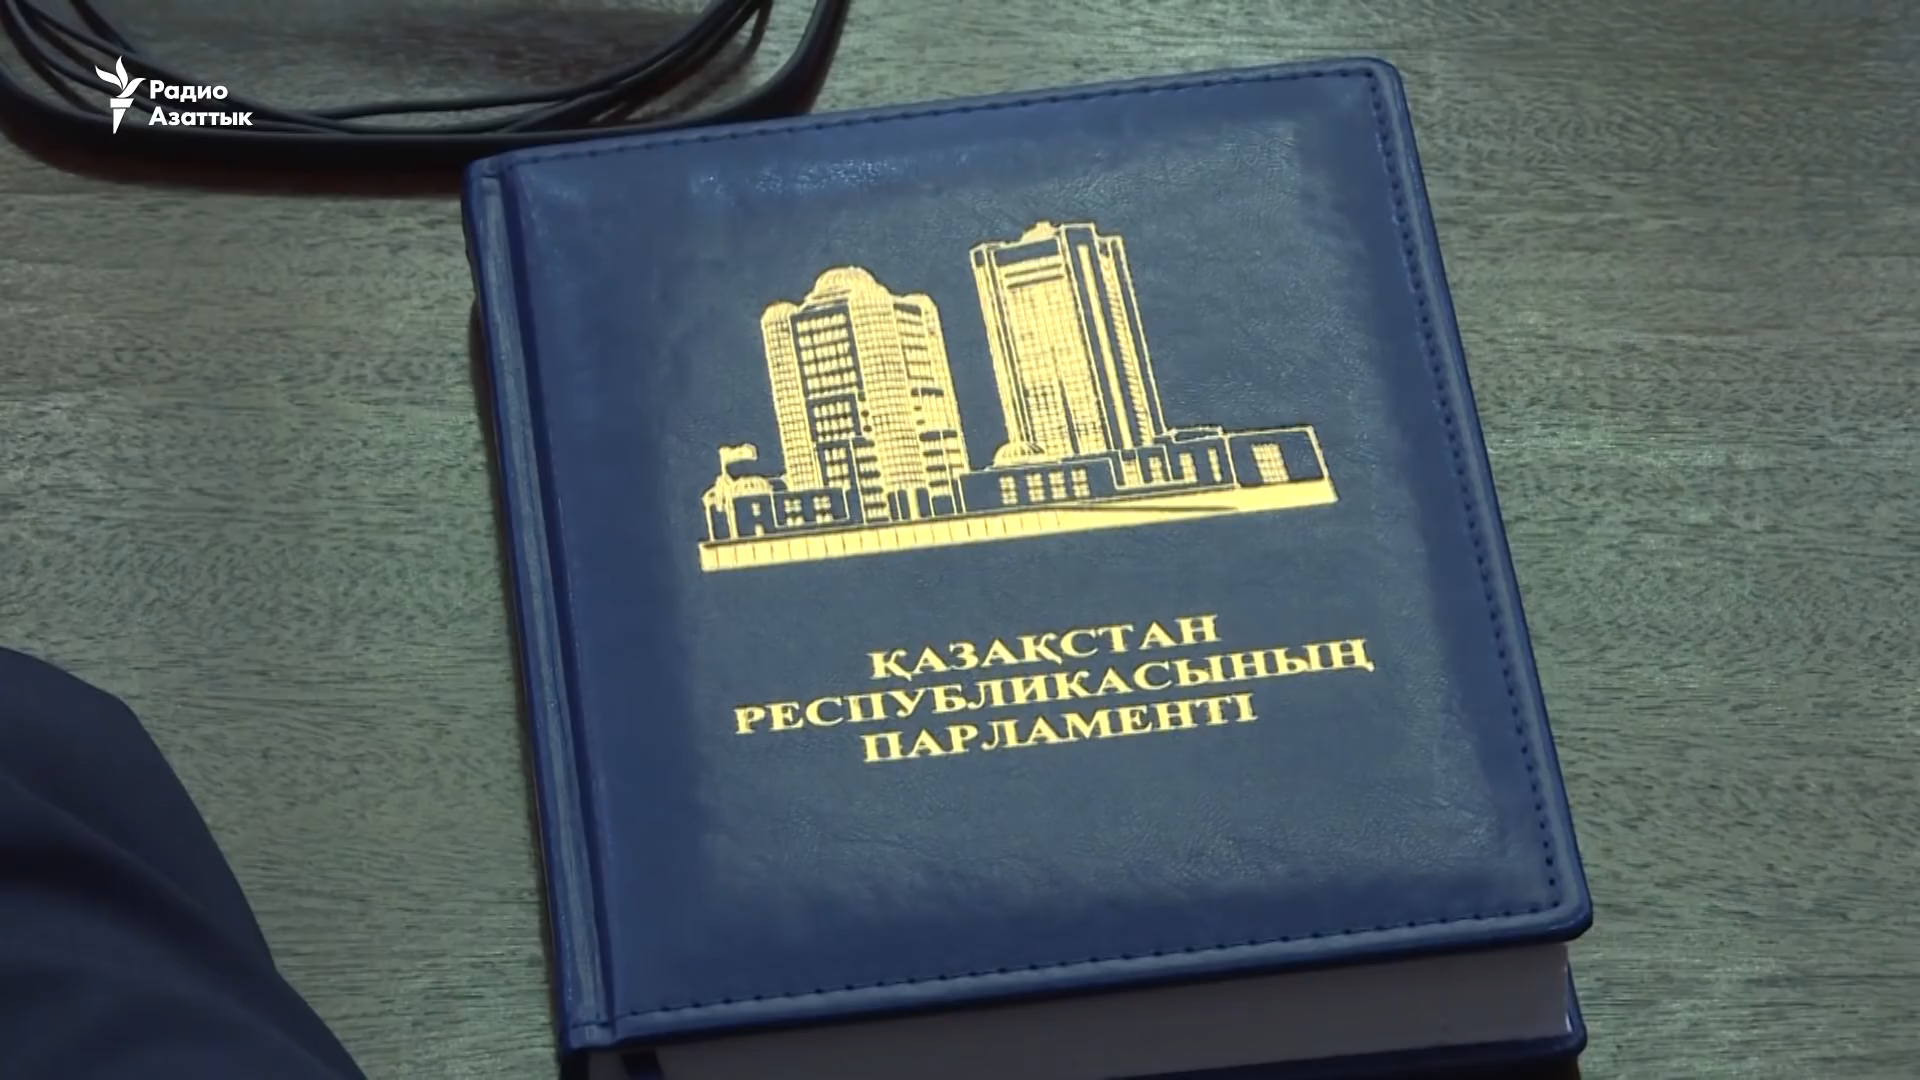 Радио
Азаттык
ҚАЗАҚСТАН
РЕСПУБЛИКАСЫНЫҢ
ПАРЛАМЕНТІ